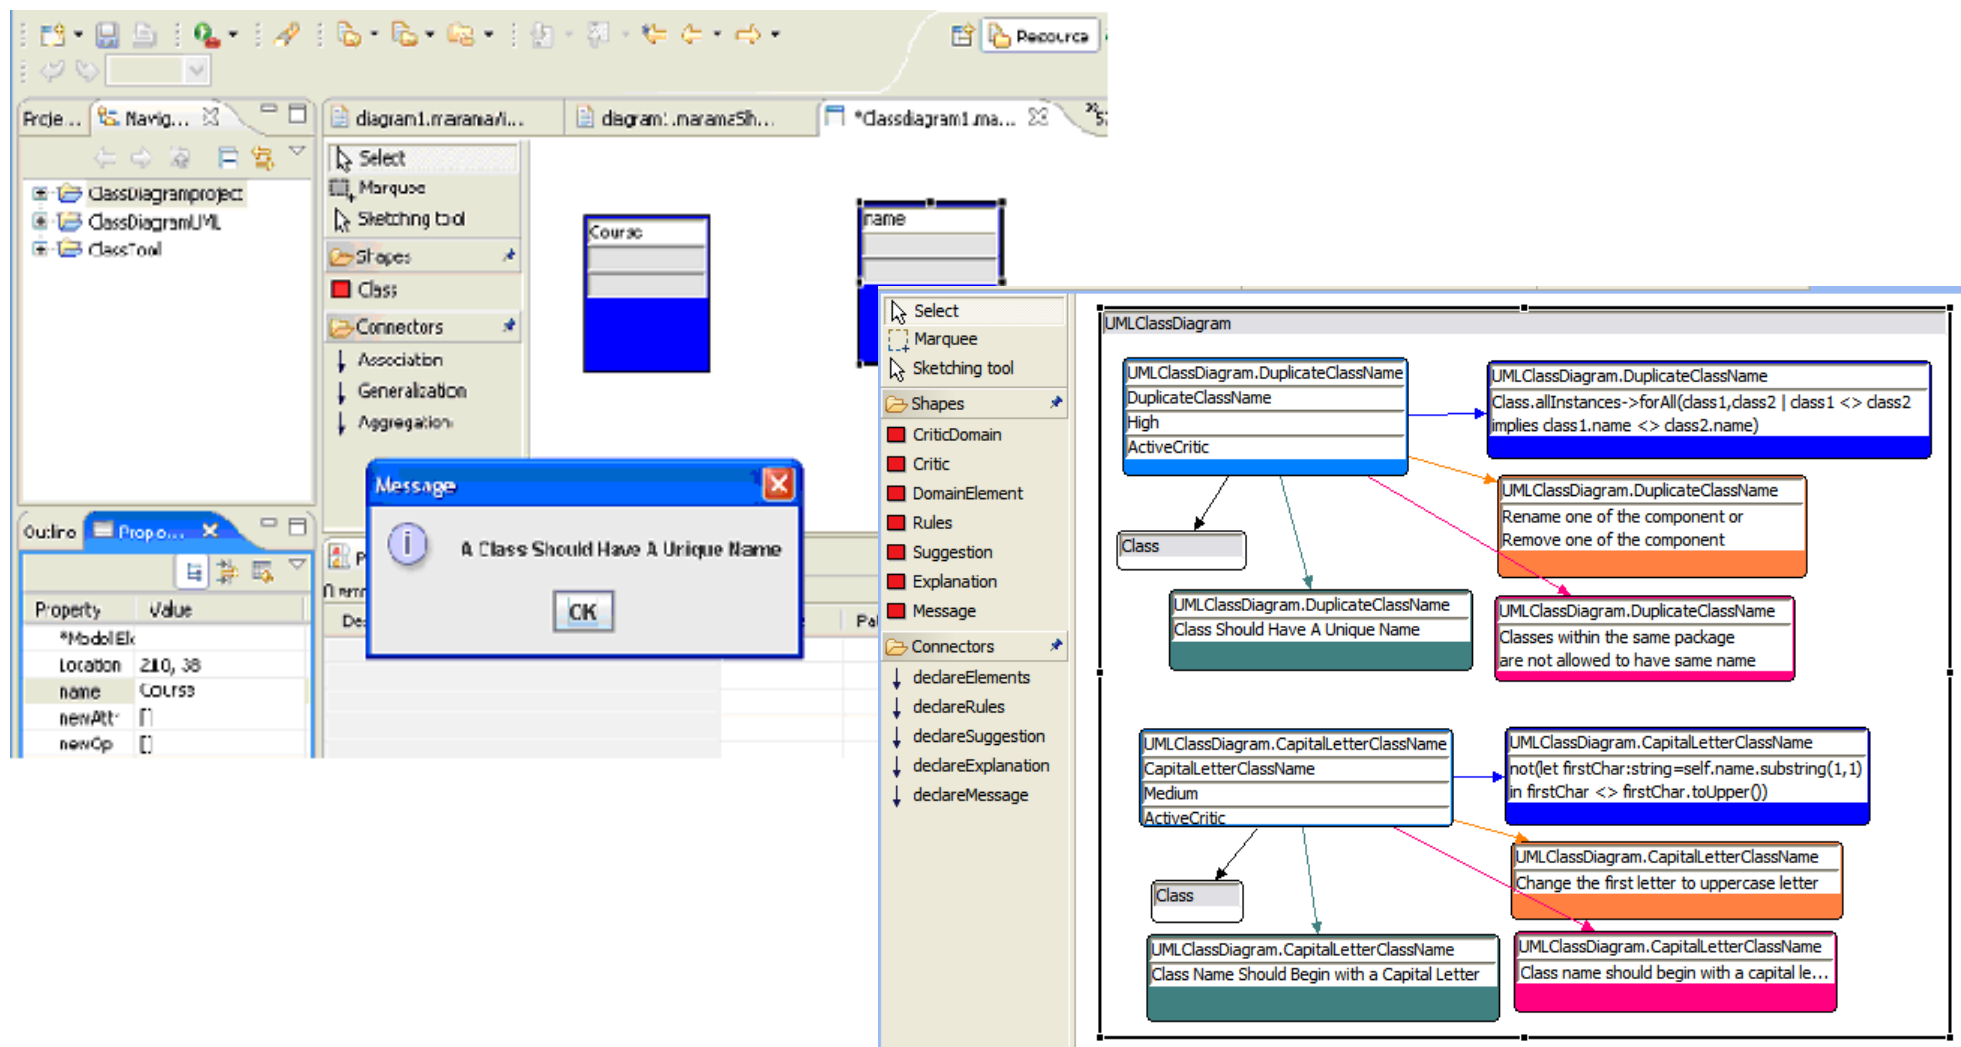 Resource
Proje...
Navig...
diagram1.marama/i...
diagram1.maramaSh...
*Classdiagram1.ma...
ClassDiagramproject
ClassDiagramUML
ClassTool
Select
Marquee
Sketching tool
Shapes
Class
Connectors
Association
Generalization
Aggregation
Course
name
Message
A Class Should Have A Unique Name
OK
Outline
Prope...
Property Value
*Model Ele
Location 210, 38
name Course
newAttr []
newOp []
Select
Marquee
Sketching tool
Shapes
CriticDomain
Critic
DomainElement
Rules
Suggestion
Explanation
Message
Connectors
declareElements
declareRules
declareSuggestion
declareExplanation
declareMessage
UMLClassDiagram
UMLClassDiagram.DuplicateClassName
DuplicateClassName
High
ActiveCritic
UMLClassDiagram.DuplicateClassName
Class.allInstances->forAll(class1,class2 | class1 <> class2
implies class1.name <> class2.name)
UMLClassDiagram.DuplicateClassName
Rename one of the component or
Remove one of the component
Class
UMLClassDiagram.DuplicateClassName
Class Should Have A Unique Name
UMLClassDiagram.DuplicateClassName
Classes within the same package
are not allowed to have same name
UMLClassDiagram.CapitalLetterClassName
CapitalLetterClassName
Medium
ActiveCritic
UMLClassDiagram.CapitalLetterClassName
not(let firstChar:string=self.name.substring(1,1)
in firstChar <> firstChar.toUpper())
UMLClassDiagram.CapitalLetterClassName
Change the first letter to uppercase letter
Class
UMLClassDiagram.CapitalLetterClassName
Class Name Should Begin with a Capital Letter
UMLClassDiagram.CapitalLetterClassName
Class name should begin with a capital le...